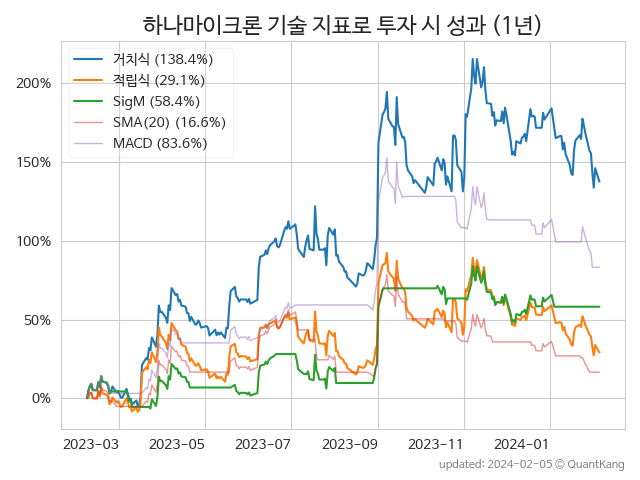 하나마이크론 기술 지표로 투자 시 성과 (1년)
거치식 (138.4%)
적립식 (29.1%)
SigM (58.4%)
SMA(20) (16.6%)
MACD (83.6%)
200%
150%
100%
50%
0%
2023-03 2023-05 2023-07 2023-09 2023-11 2024-01
updated: 2024-02-05 © QuantKang